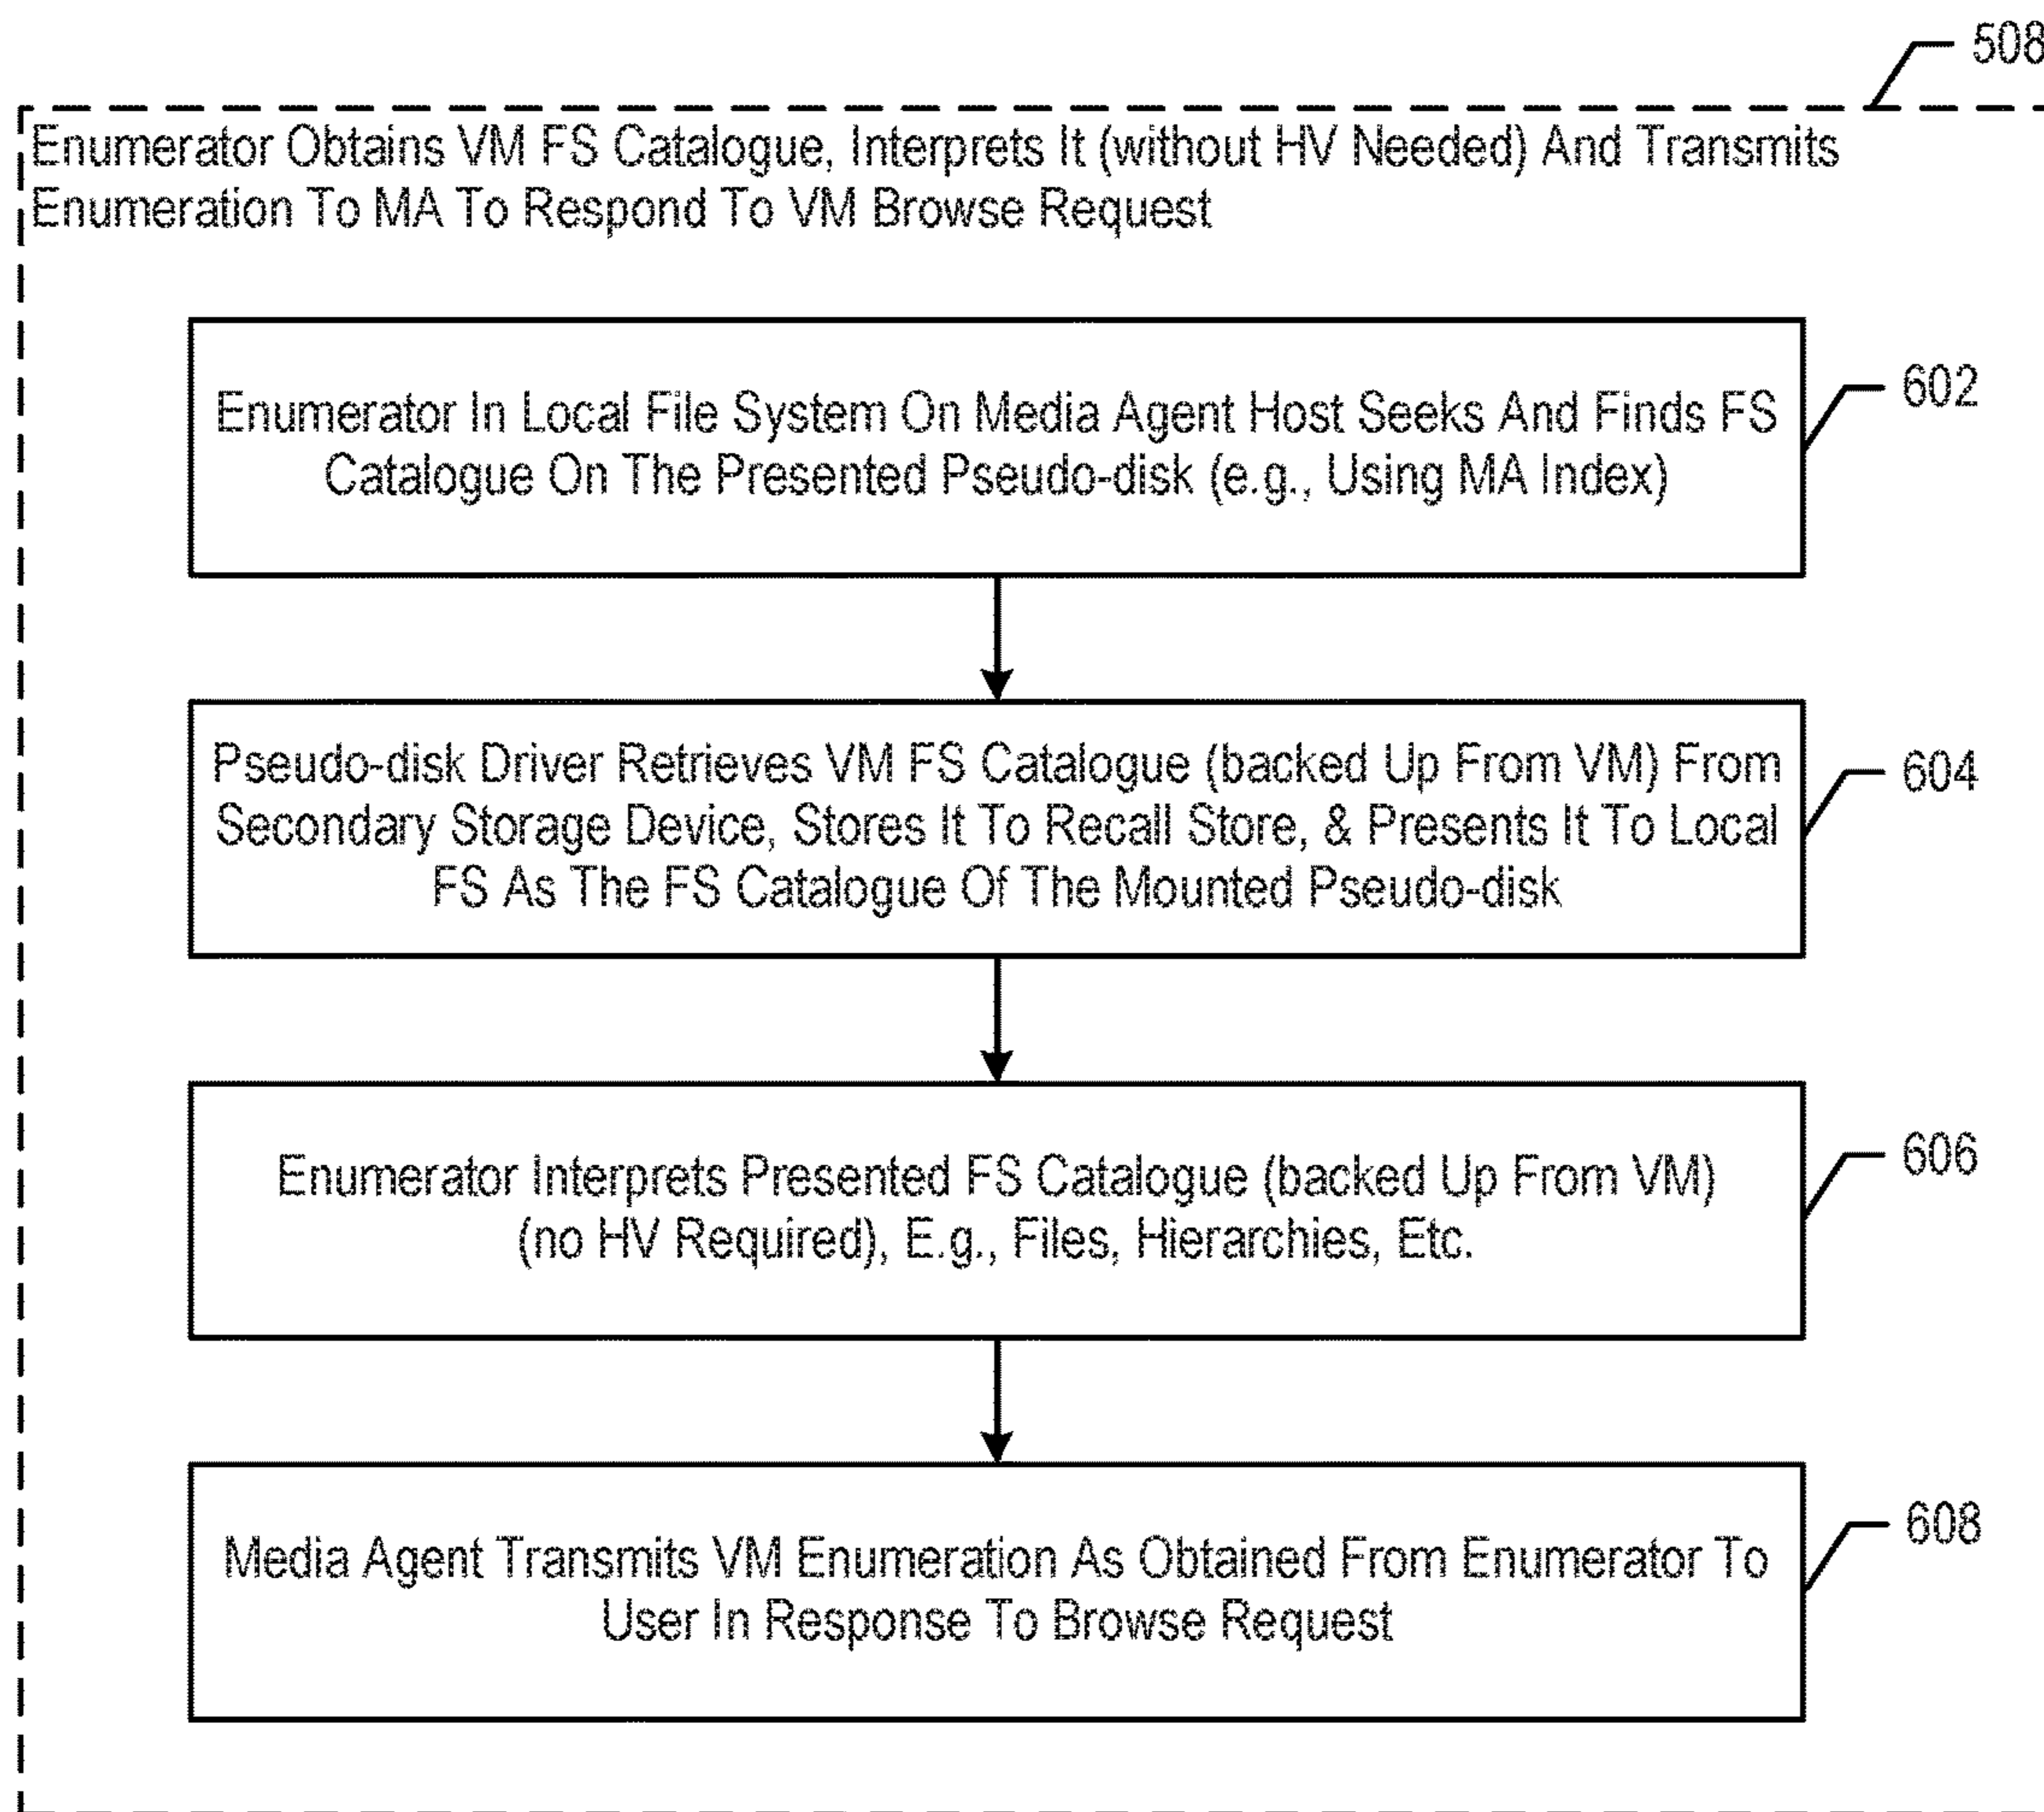 508
Enumerator Obtains VM FS Catalogue, Interprets It (without HV Needed) And Transmits
Enumeration To MA To Respond To VM Browse Request
Enumerator In Local File System On Media Agent Host Seeks And Finds FS
Catalogue On The Presented Pseudo-disk (e.g., Using MA Index)
602
Pseudo-disk Driver Retrieves VM FS Catalogue (backed Up From VM) From
Secondary Storage Device, Stores It To Recall Store, & Presents It To Local
FS As The FS Catalogue Of The Mounted Pseudo-disk
604
Enumerator Interprets Presented FS Catalogue (backed Up From VM)
(no HV Required), E.g., Files, Hierarchies, Etc.
606
Media Agent Transmits VM Enumeration As Obtained From Enumerator To
User In Response To Browse Request
608